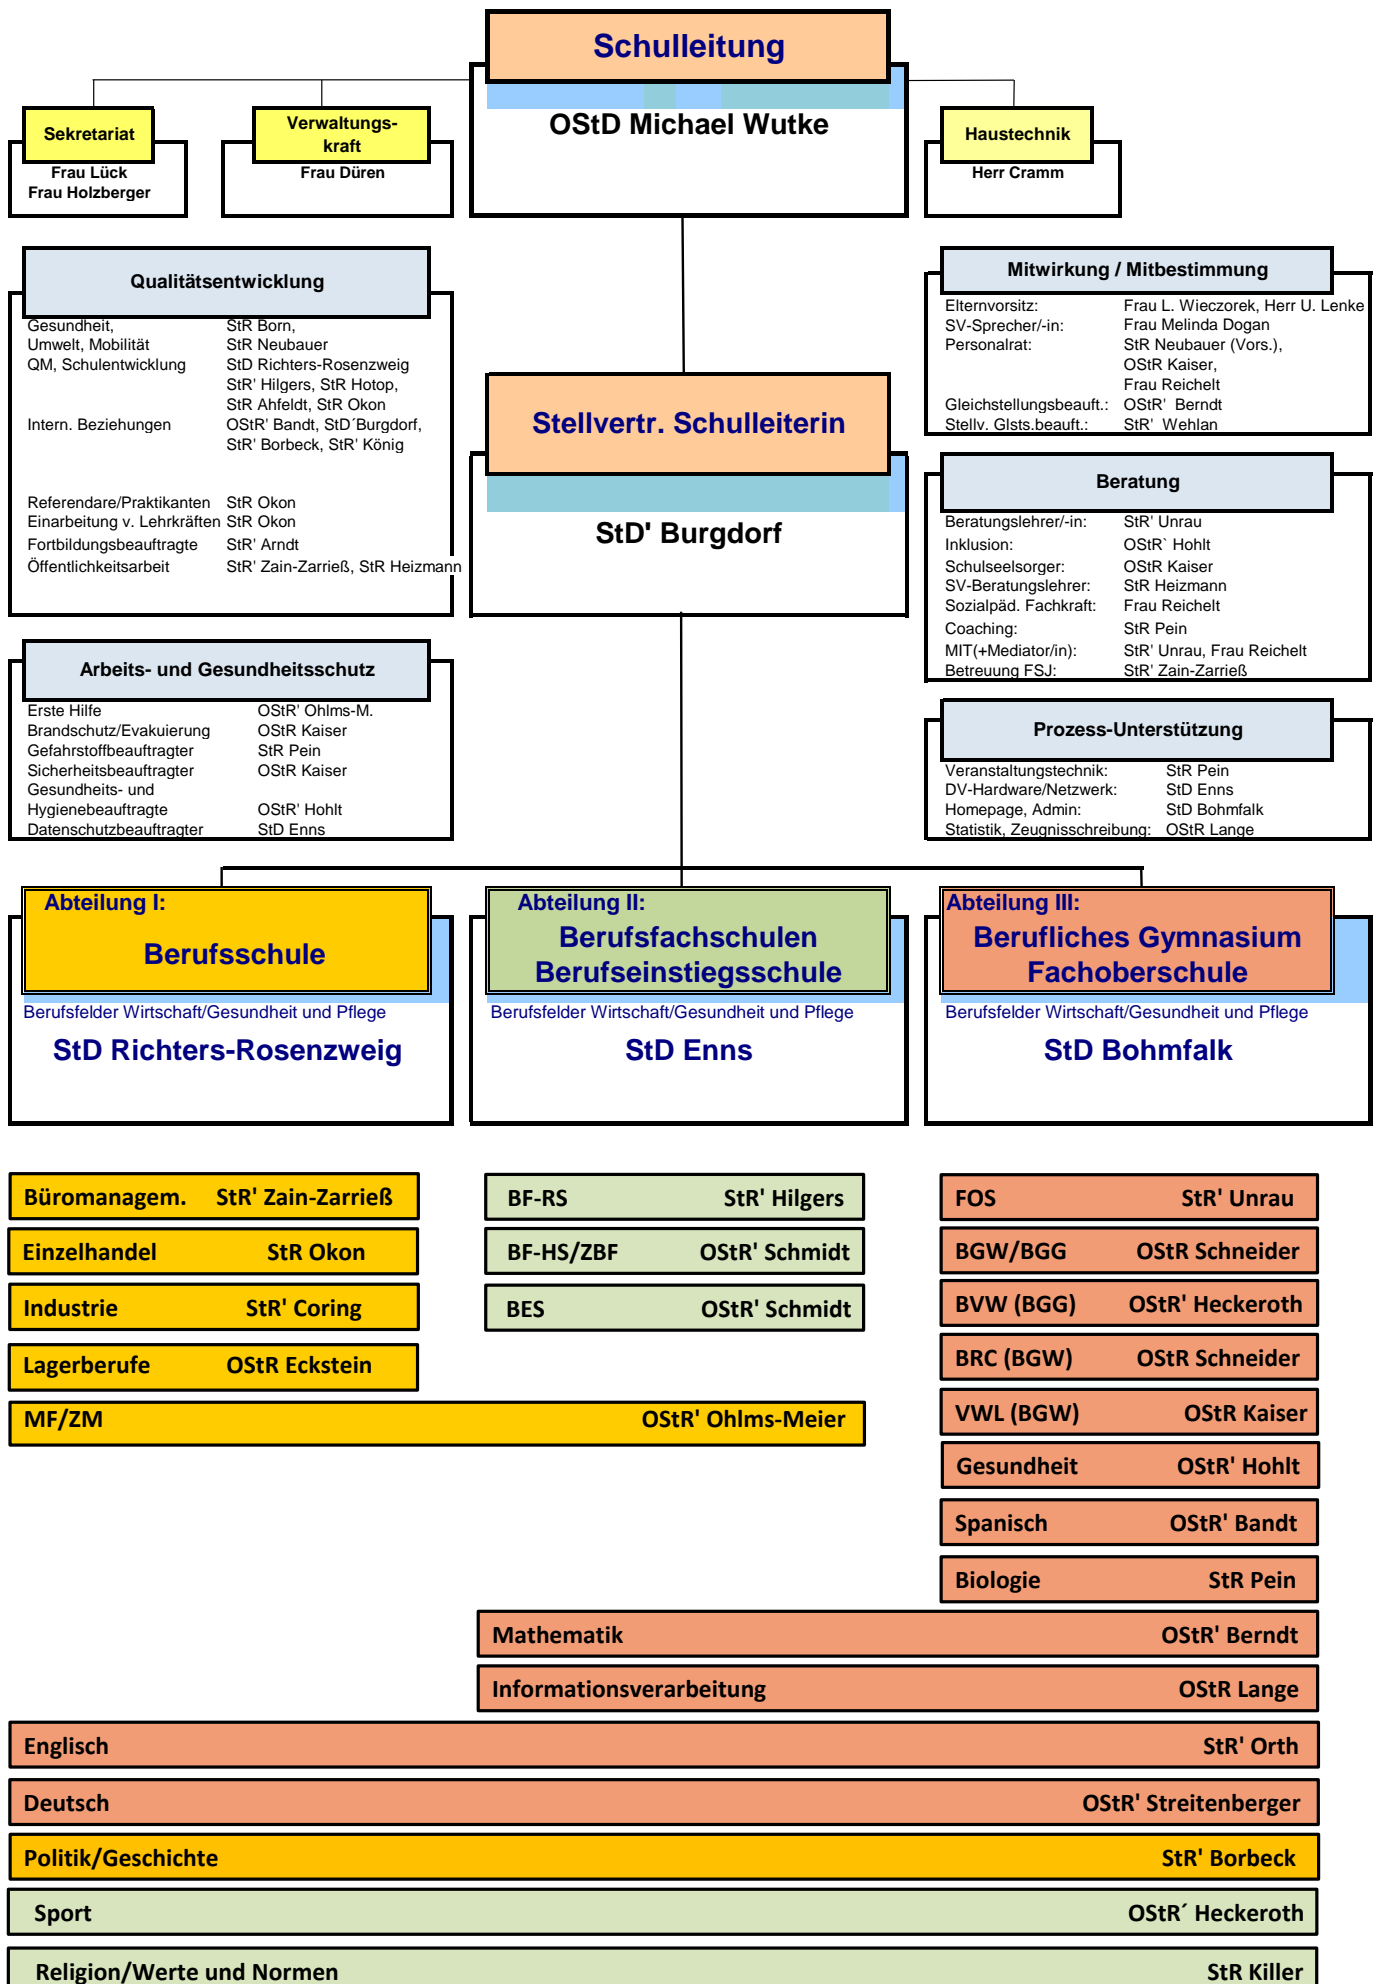 Schulleitung
OStD Michael Wutke
Sekretariat
Frau Lück
Frau Holzberger
Verwaltungs-
kraft
Frau Düren
Haustechnik
Herr Cramm
Qualitätsentwicklung
Gesundheit, StR Born,
Umwelt, Mobilität StR Neubauer
QM, Schulentwicklung StD Richters-Rosenzweig
StR' Hilgers, StR Hotop,
StR Ahfeldt, StR Okon
Intern. Beziehungen OStR' Bandt, StD´Burgdorf,
StR' Borbeck, StR' König
Referendare/Praktikanten StR Okon
Einarbeitung v. Lehrkräften StR Okon
Fortbildungsbeauftragte StR' Arndt
Öffentlichkeitsarbeit StR' Zain-Zarrieß, StR Heizmann
Stellvertr. Schulleiterin
StD' Burgdorf
Mitwirkung / Mitbestimmung
Elternvorsitz: Frau L. Wieczorek, Herr U. Lenke
SV-Sprecher/-in: Frau Melinda Dogan
Personalrat: StR Neubauer (Vors.),
OStR Kaiser,
Frau Reichelt
Gleichstellungsbeauft.: OStR' Berndt
Stellv. Glsts.beauft.: StR' Wehlan
Beratung
Beratungslehrer/-in: StR' Unrau
Inklusion: OStR` Hohlt
Schulseelsorger: OStR Kaiser
SV-Beratungslehrer: StR Heizmann
Sozialpäd. Fachkraft: Frau Reichelt
Coaching: StR Pein
MIT(+Mediator/in): StR' Unrau, Frau Reichelt
Betreuung FSJ: StR' Zain-Zarrieß
Arbeits- und Gesundheitsschutz
Erste Hilfe OStR' Ohlms-M.
Brandschutz/Evakuierung OStR Kaiser
Gefahrstoffbeauftragter StR Pein
Sicherheitsbeauftragter OStR Kaiser
Gesundheits- und
Hygienebeauftragte OStR' Hohlt
Datenschutzbeauftragter StD Enns
Prozess-Unterstützung
Veranstaltungstechnik: StR Pein
DV-Hardware/Netzwerk: StD Enns
Homepage, Admin: StD Bohmfalk
Statistik, Zeugnisschreibung: OStR Lange
Abteilung I:
Berufsschule
Berufsfelder Wirtschaft/Gesundheit und Pflege
StD Richters-Rosenzweig
Abteilung II:
Berufsfachschulen
Berufseinstiegsschule
Berufsfelder Wirtschaft/Gesundheit und Pflege
StD Enns
Abteilung III:
Berufliches Gymnasium
Fachoberschule
Berufsfelder Wirtschaft/Gesundheit und Pflege
StD Bohmfalk
Büromanagem. StR' Zain-Zarrieß
Einzelhandel StR Okon
Industrie StR' Coring
Lagerberufe OStR Eckstein
MF/ZM OStR' Ohlms-Meier
BF-RS StR' Hilgers
BF-HS/ZBF OStR' Schmidt
BES OStR' Schmidt
FOS StR' Unrau
BGW/BGG OStR Schneider
BVW (BGG) OStR' Heckeroth
BRC (BGW) OStR Schneider
VWL (BGW) OStR Kaiser
Gesundheit OStR' Hohlt
Spanisch OStR' Bandt
Biologie StR Pein
Mathematik OStR' Berndt
Informationsverarbeitung OStR Lange
Englisch StR' Orth
Deutsch OStR' Streitenberger
Politik/Geschichte StR' Borbeck
Sport OStR´ Heckeroth
Religion/Werte und Normen StR Killer